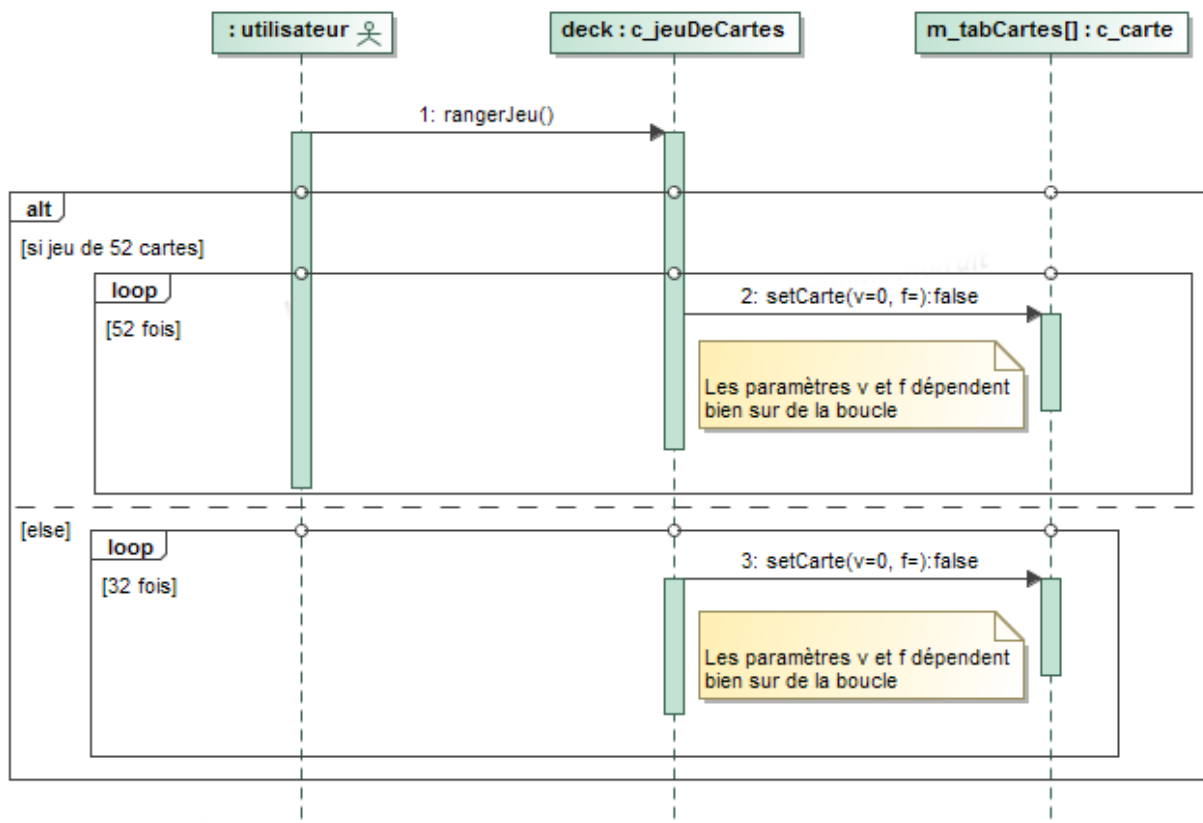 : utilisateur
deck : c_jeuDeCartes
m_tabCartes[] : c_carte
1: rangerJeu()
alt
[si jeu de 52 cartes]
loop
[52 fois]
2: setCarte(v=0, f=):false
Les paramètres v et f dépendent
bien sur de la boucle
[else]
loop
[32 fois]
3: setCarte(v=0, f=):false
Les paramètres v et f dépendent
bien sur de la boucle